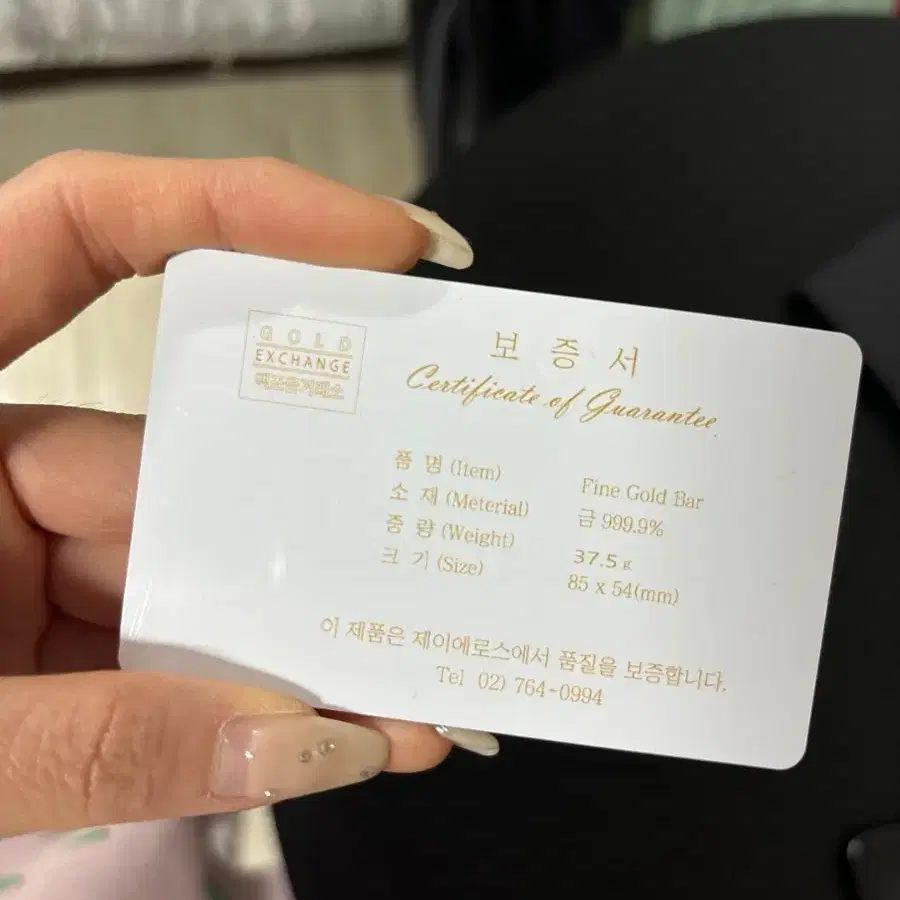 GOLD
EXCHANGE
보증서
Certificate of Guarantee
품 명 (Item) Fine Gold Bar
소 재 (Meterial) 금 999.9%
중 량 (Weight) 37.5 g
크 기 (Size) 85 x 54(mm)
이 제품은 제이에로스에서 품질을 보증합니다.
Tel 02) 764-0994